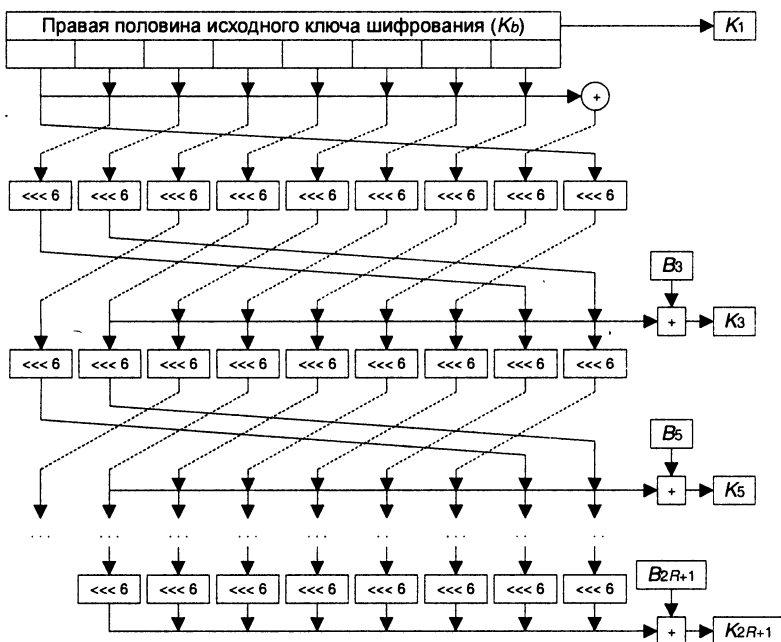 Правая половина исходного ключа шифрования (Kb)
K1
+
<<< 6 <<< 6 <<< 6 <<< 6 <<< 6 <<< 6 <<< 6 <<< 6 <<< 6
B3
+
K3
<<< 6 <<< 6 <<< 6 <<< 6 <<< 6 <<< 6 <<< 6 <<< 6 <<< 6
B5
+
K5
... ... ... ... ... ... ... ... ...
<<< 6 <<< 6 <<< 6 <<< 6 <<< 6 <<< 6 <<< 6 <<< 6
B2R+1
+
K2R+1